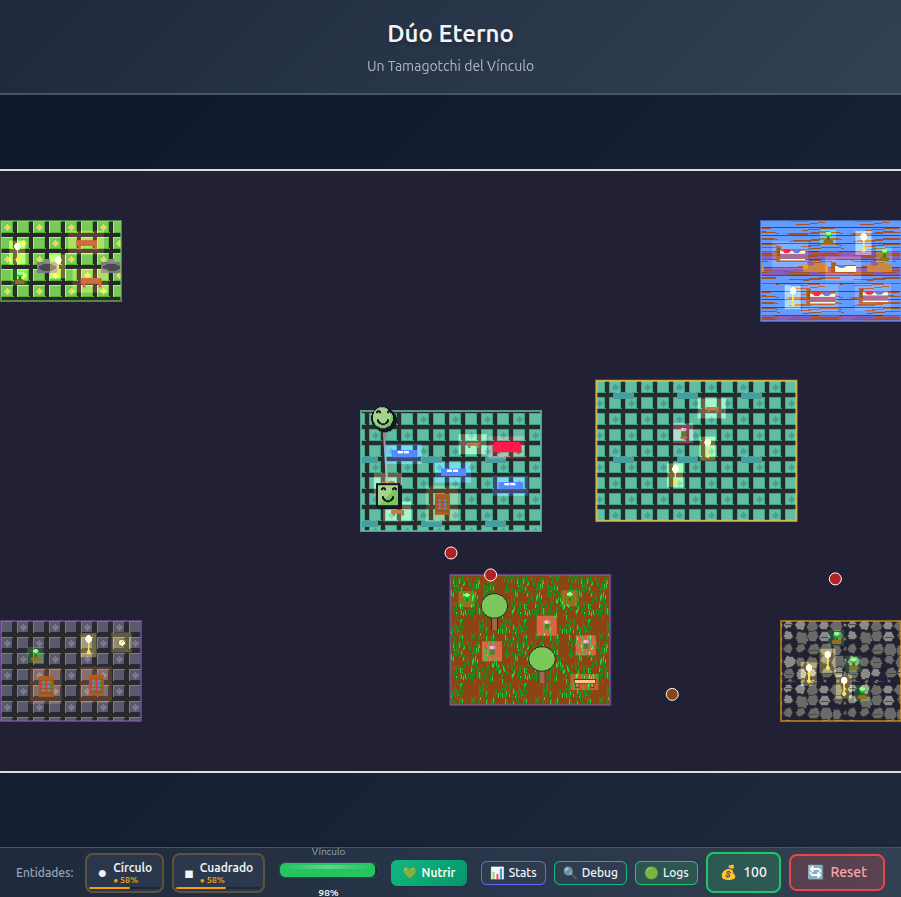 Dúo Eterno
Un Tamagotchi del Vínculo
Vínculo
Entidades:
Círculo
58%
Cuadrado
58%
98%
Nutrir
Stats
Debug
Logs
100
Reset